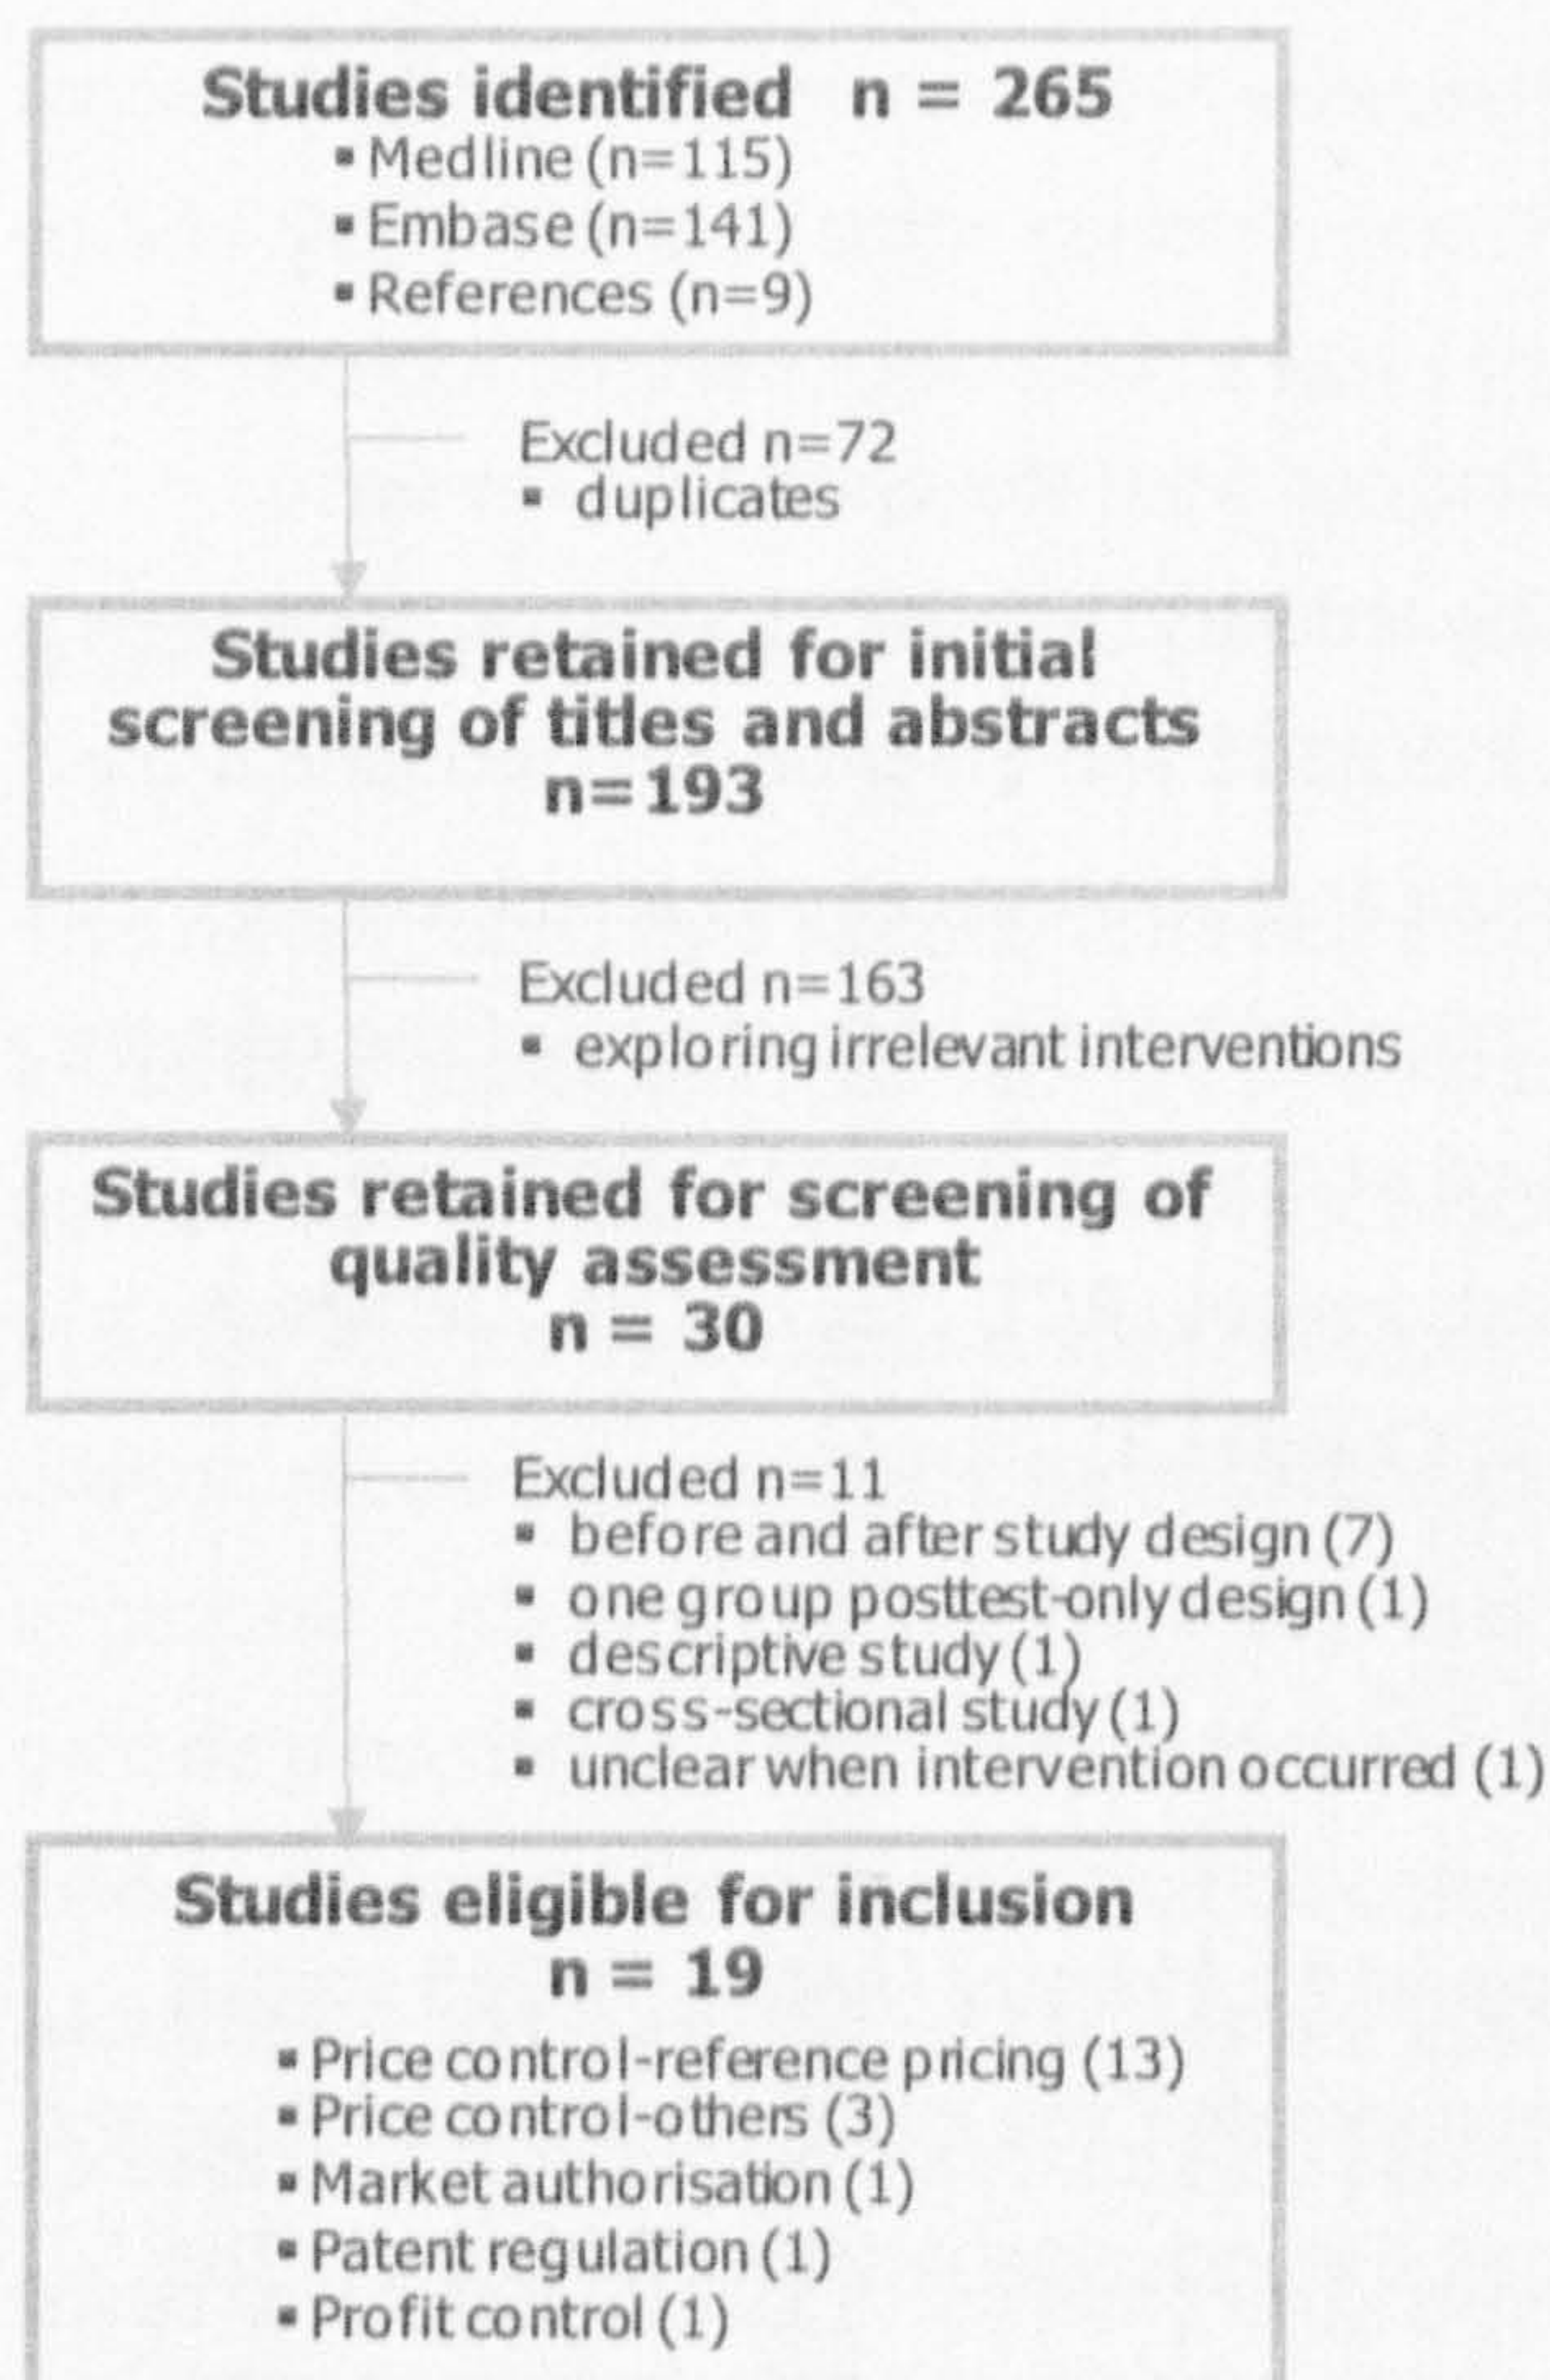 Studies identified n = 265
▪ Medline (n=115)
▪ Embase (n=141)
▪ References (n=9)
Excluded n=72
▪ duplicates
Studies retained for initial
screening of titles and abstracts
n=193
Excluded n=163
▪ exploring irrelevant interventions
Studies retained for screening of
quality assessment
n = 30
Excluded n=11
▪ before and after study design (7)
▪ one group posttest-only design (1)
▪ descriptive study (1)
▪ cross-sectional study (1)
▪ unclear when intervention occurred (1)
Studies eligible for inclusion
n = 19
▪ Price control-reference pricing (13)
▪ Price control-others (3)
▪ Market authorisation (1)
▪ Patent regulation (1)
▪ Profit control (1)